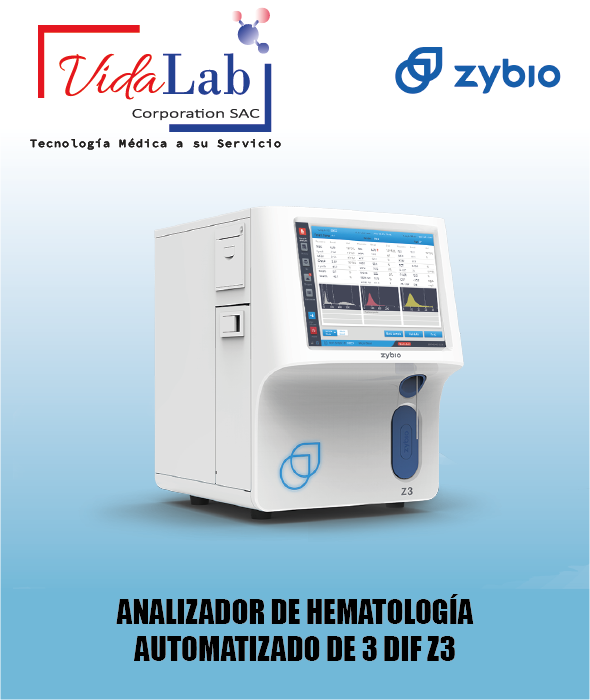 VidaLab
Corporation SAC
Tecnología Médica a su Servicio
zybio
zybio
Z3
ANALIZADOR DE HEMATOLOGÍA
AUTOMATIZADO DE 3 DIF Z3